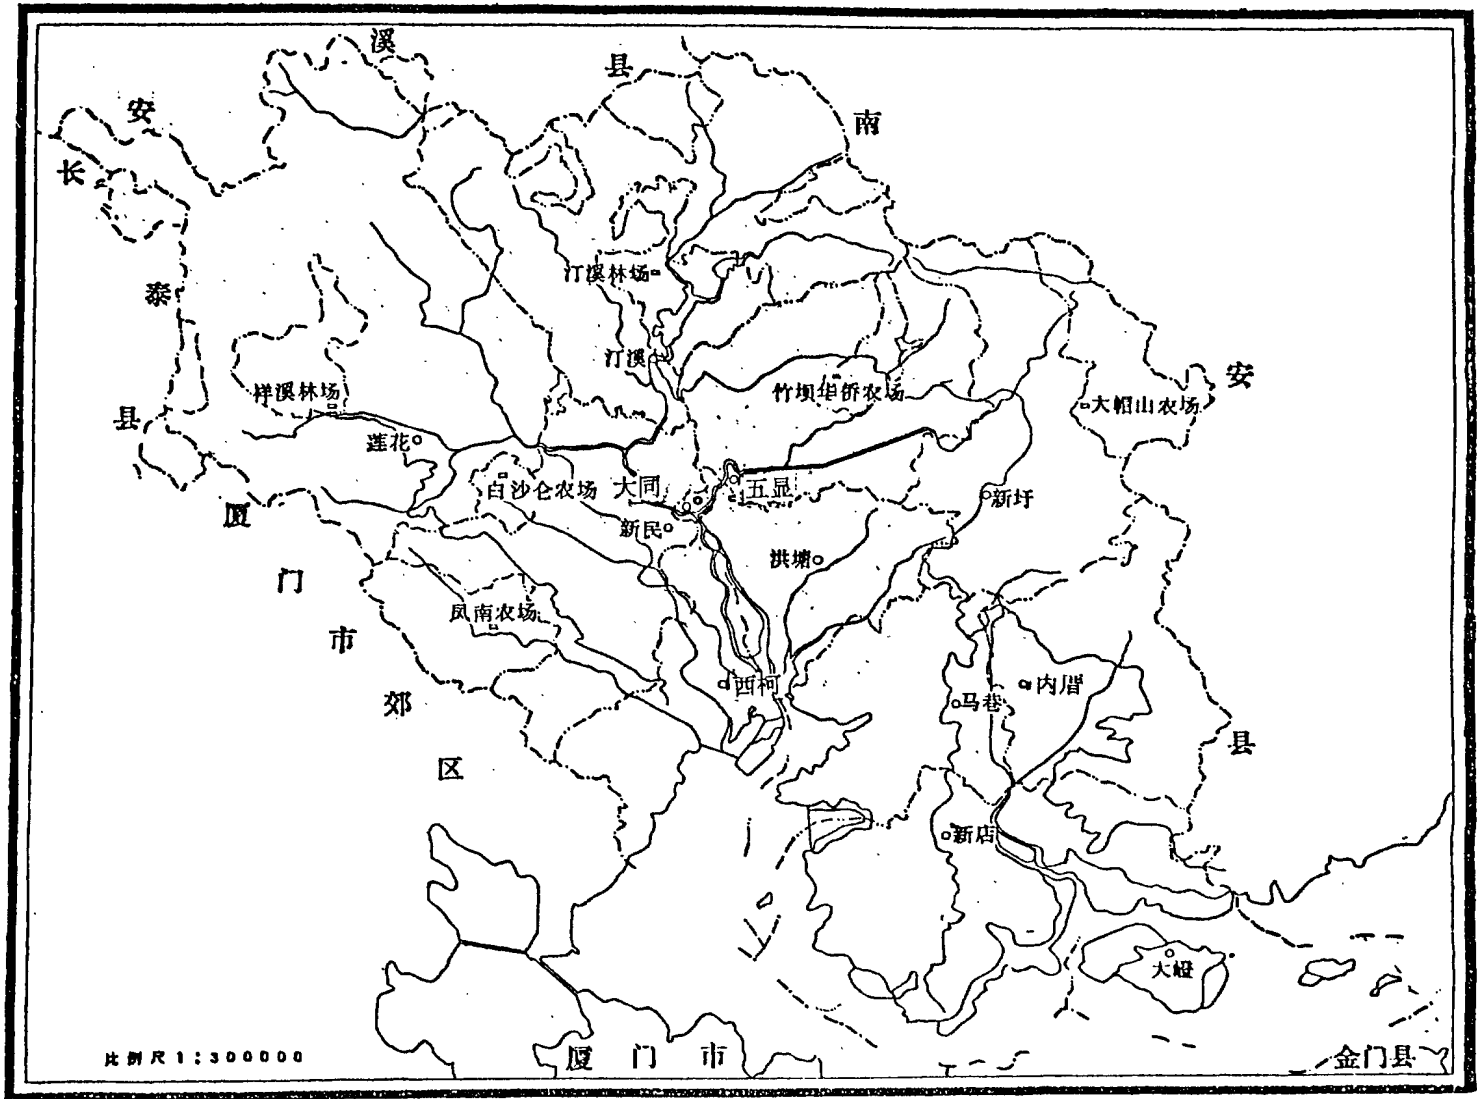 安溪县
南安县
长泰县
厦门市郊区
汀溪林场
汀溪
祥溪林场
竹坝华侨农场
大帽山农场
莲花
白沙仑农场
大同
五显
新圩
新民
洪塘
凤南农场
西柯
马巷
内厝
新店
大嶝
比例尺1:300000
厦门市
金门县